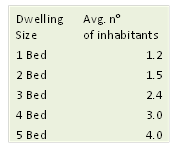 Dwelling Avg. nº
Size of inhabitants
1 Bed 1.2
2 Bed 1.5
3 Bed 2.4
4 Bed 3.0
5 Bed 4.0